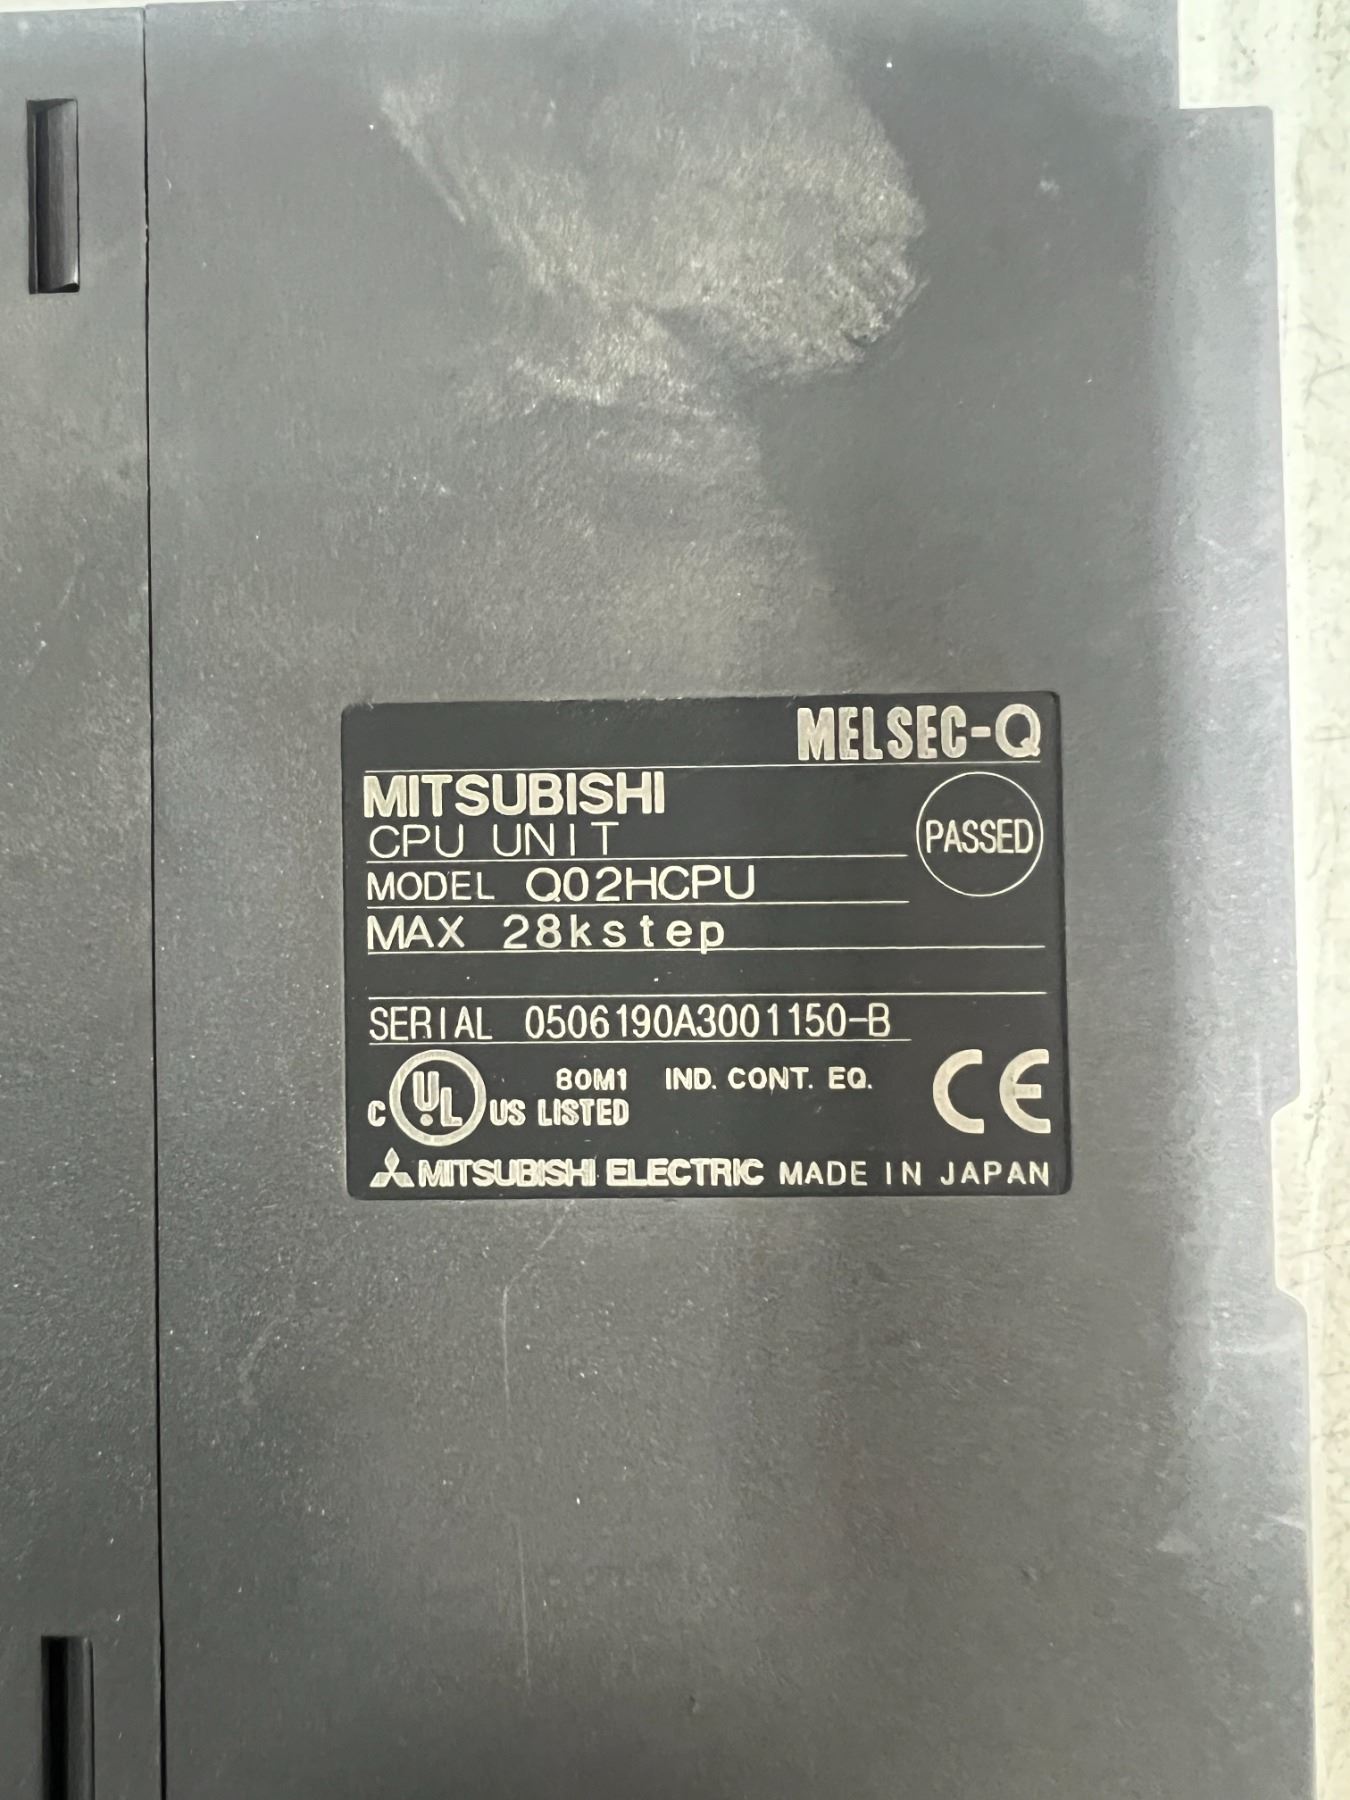 MELSEC-Q
MITSUBISHI
CPU UNIT
PASSED
MODEL Q02HCPU
MAX 28kstep
SERIAL 0506190A3001150-B
C UL US LISTED 80M1 IND. CONT. EQ.
CE
MITSUBISHI ELECTRIC MADE IN JAPAN